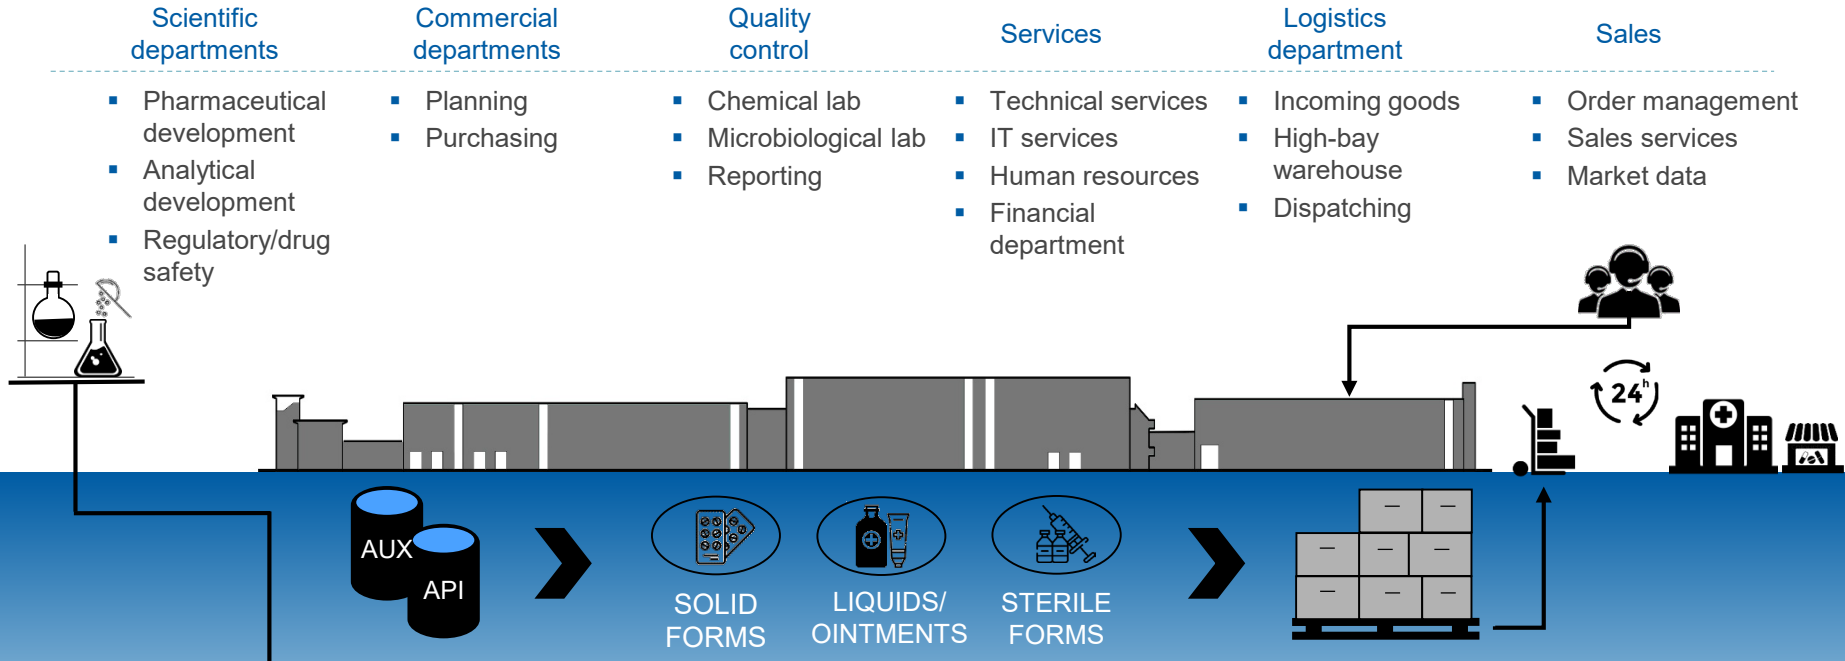 Scientific
departments
Commercial
departments
Quality
control
Services
Logistics
department
Sales
Pharmaceutical
development
Analytical
development
Regulatory/drug
safety
Planning
Purchasing
Chemical lab
Microbiological lab
Reporting
Technical services
IT services
Human resources
Financial
department
Incoming goods
High-bay
warehouse
Dispatching
Order management
Sales services
Market data
24h
AUX
API
SOLID
FORMS
LIQUIDS/
OINTMENTS
STERILE
FORMS